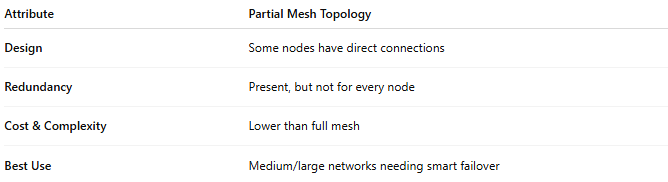 Attribute Partial Mesh Topology
Design Some nodes have direct connections
Redundancy Present, but not for every node
Cost & Complexity Lower than full mesh
Best Use Medium/large networks needing smart failover